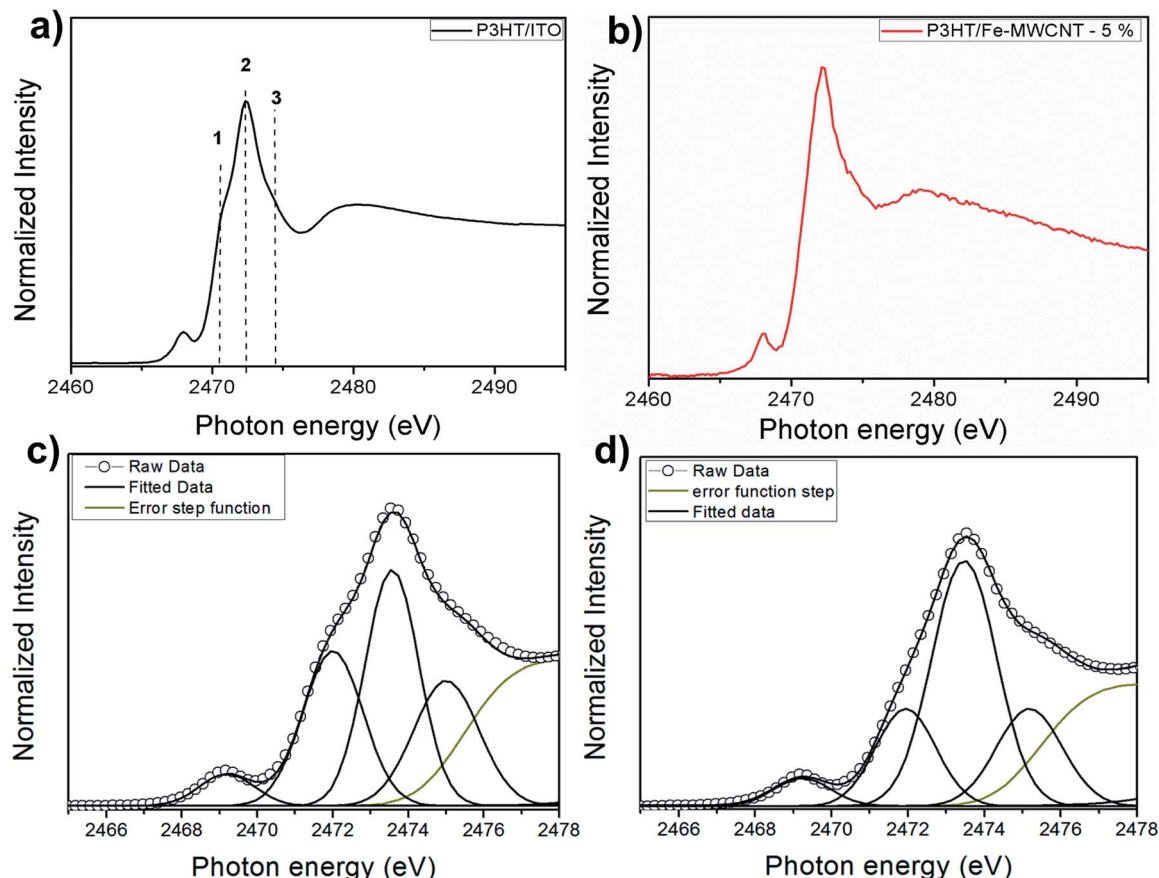 a)
P3HT/ITO
1
2
3
Normalized Intensity
2460
2470
2480
2490
Photon energy (eV)
b)
P3HT/Fe-MWCNT - 5 %
Normalized Intensity
2460
2470
2480
2490
Photon energy (eV)
c)
Raw Data
Fitted Data
Error step function
Normalized Intensity
2466
2468
2470
2472
2474
2476
2478
Photon energy (eV)
d)
Raw Data
error function step
Fitted data
Normalized Intensity
2466
2468
2470
2472
2474
2476
2478
Photon energy (eV)